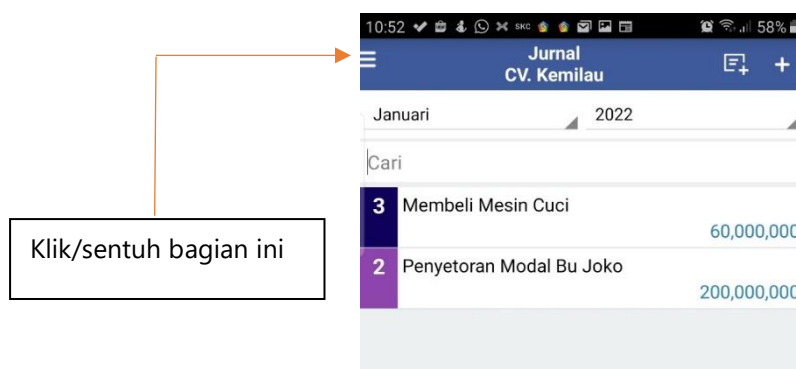 10:52 SKC 58%
Jurnal
CV. Kemilau
Januari 2022
Cari
3 Membeli Mesin Cuci
60,000,000
2 Penyetoran Modal Bu Joko
200,000,000
Klik/sentuh bagian ini